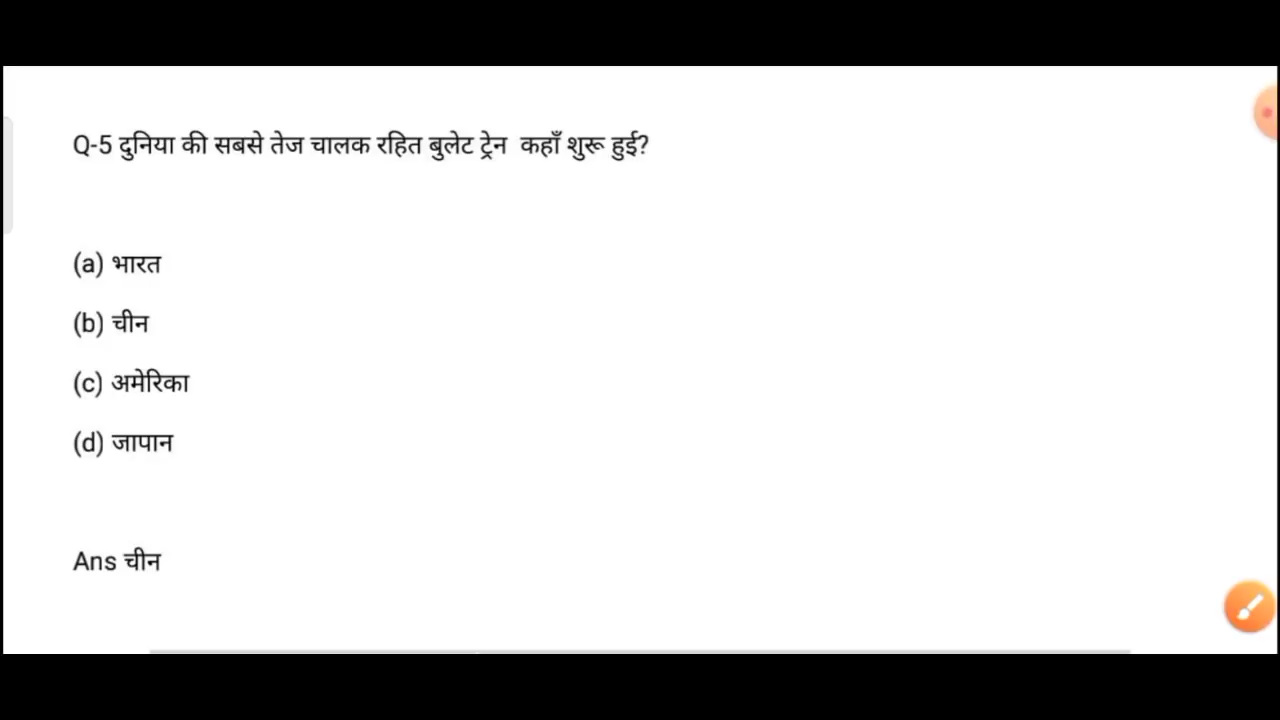 Q-5 दुनिया की सबसे तेज चालक रहित बुलेट ट्रेन कहाँ शुरू हुई?
(a) भारत
(b) चीन
(c) अमेरिका
(d) जापान
Ans चीन